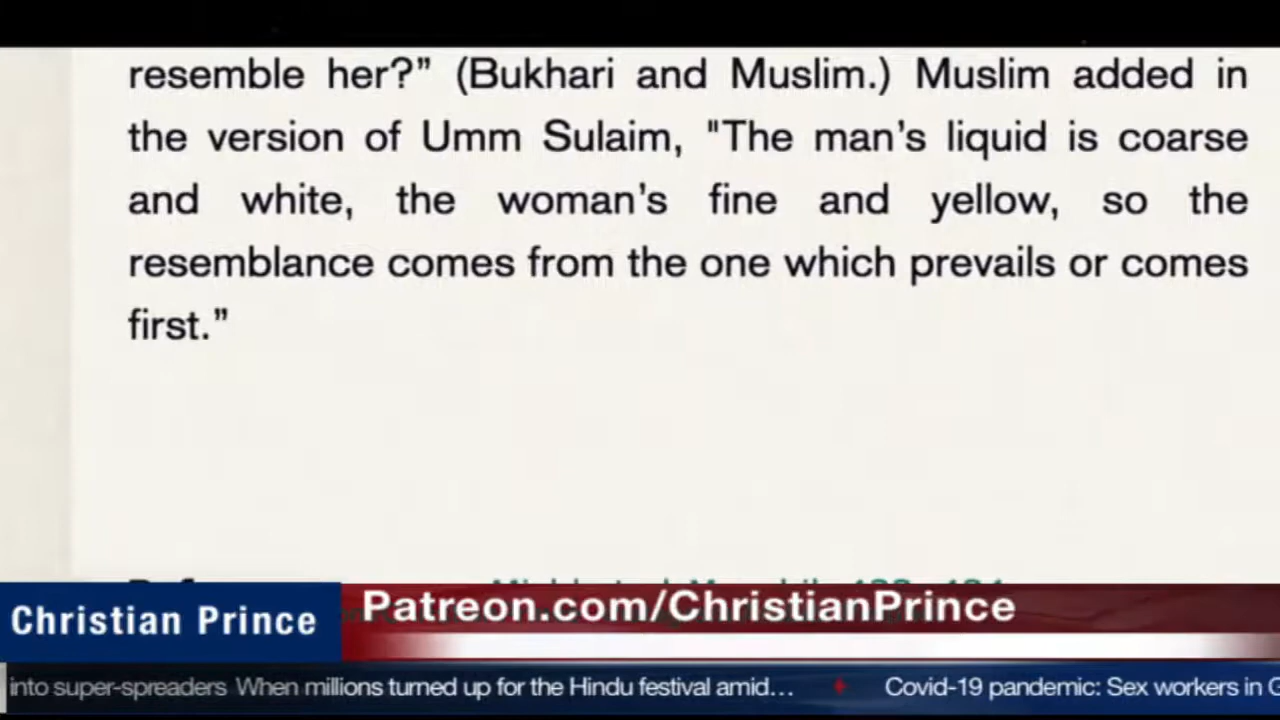 resemble her?” (Bukhari and Muslim.) Muslim added in
the version of Umm Sulaim, "The man’s liquid is coarse
and white, the woman’s fine and yellow, so the
resemblance comes from the one which prevails or comes
first.”
Christian Prince
Patreon.com/ChristianPrince
into super-spreaders When millions turned up for the Hindu festival amid... Covid-19 pandemic: Sex workers in G